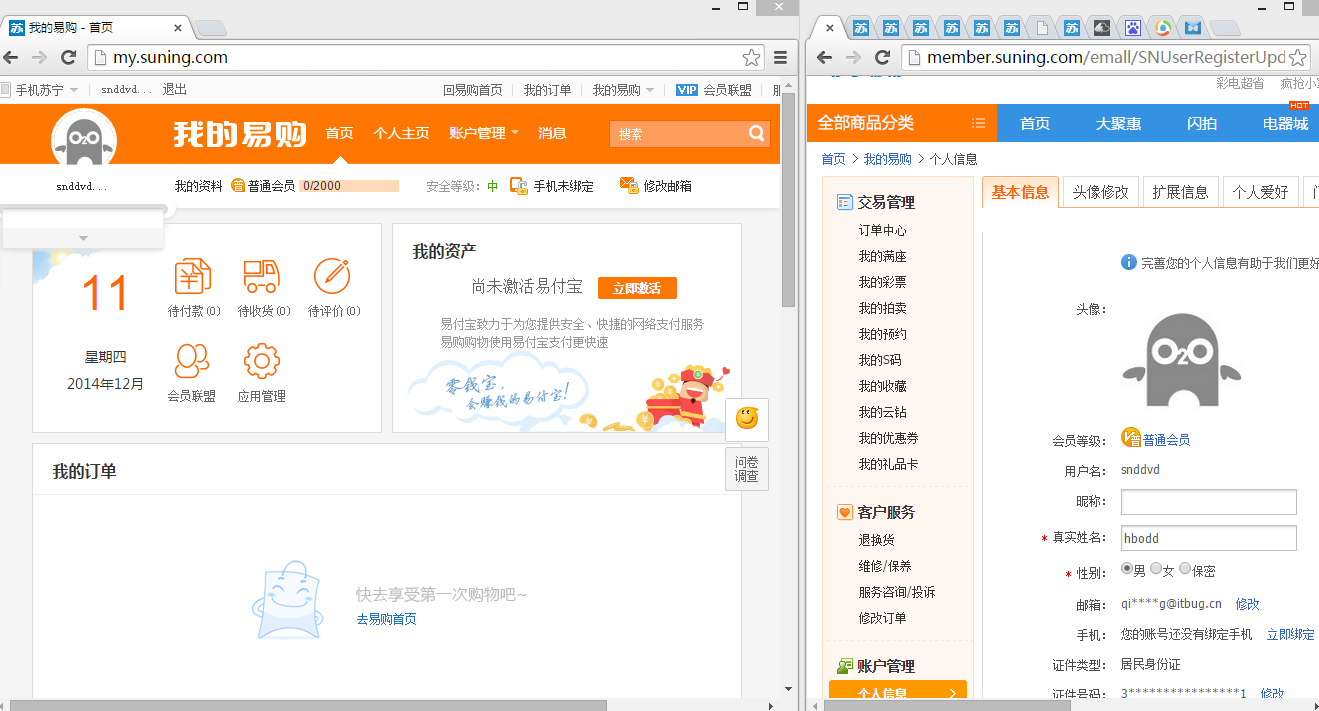 我的易购 - 首页
my.suning.com
手机苏宁
snddvd...
退出
回易购首页
我的订单
我的易购
VIP 会员联盟
服
O2O
我的易购
首页
个人主页
账户管理
消息
搜索
snddvd...
我的资料
普通会员
0/2000
安全等级: 中
手机未绑定
修改邮箱
11
星期四
2014年12月
待付款(0)
待收货(0)
待评价(0)
会员联盟
应用管理
我的资产
尚未激活易付宝
立即激活
易付宝致力于为您提供安全、快捷的网络支付服务
易购购物使用易付宝支付更快速
零钱宝,
会赚钱的易付宝!
问卷
调查
我的订单
快去享受第一次购物吧~
去易购首页
苏
苏
苏
苏
苏
苏
苏
member.suning.com/emall/SNUserRegisterUpd
彩电超省
疯抢小家
全部商品分类
首页
大聚惠
闪拍
HOT
电器城
首页 > 我的易购 > 个人信息
交易管理
订单中心
我的满座
我的彩票
我的拍卖
我的预约
我的S码
我的收藏
我的云钻
我的优惠券
我的礼品卡
客户服务
退换货
维修/保养
服务咨询/投诉
修改订单
账户管理
个人信息
基本信息
头像修改
扩展信息
个人爱好
完善您的个人信息有助于我们更好
头像:
O2O
会员等级: 普通会员
用户名: snddvd
昵称:
* 真实姓名: hbodd
* 性别: 男 女 保密
邮箱: qi****g@itbug.cn 修改
手机: 您的账号还没有绑定手机 立即绑定
证件类型: 居民身份证
证件号码: 3****************1 修改